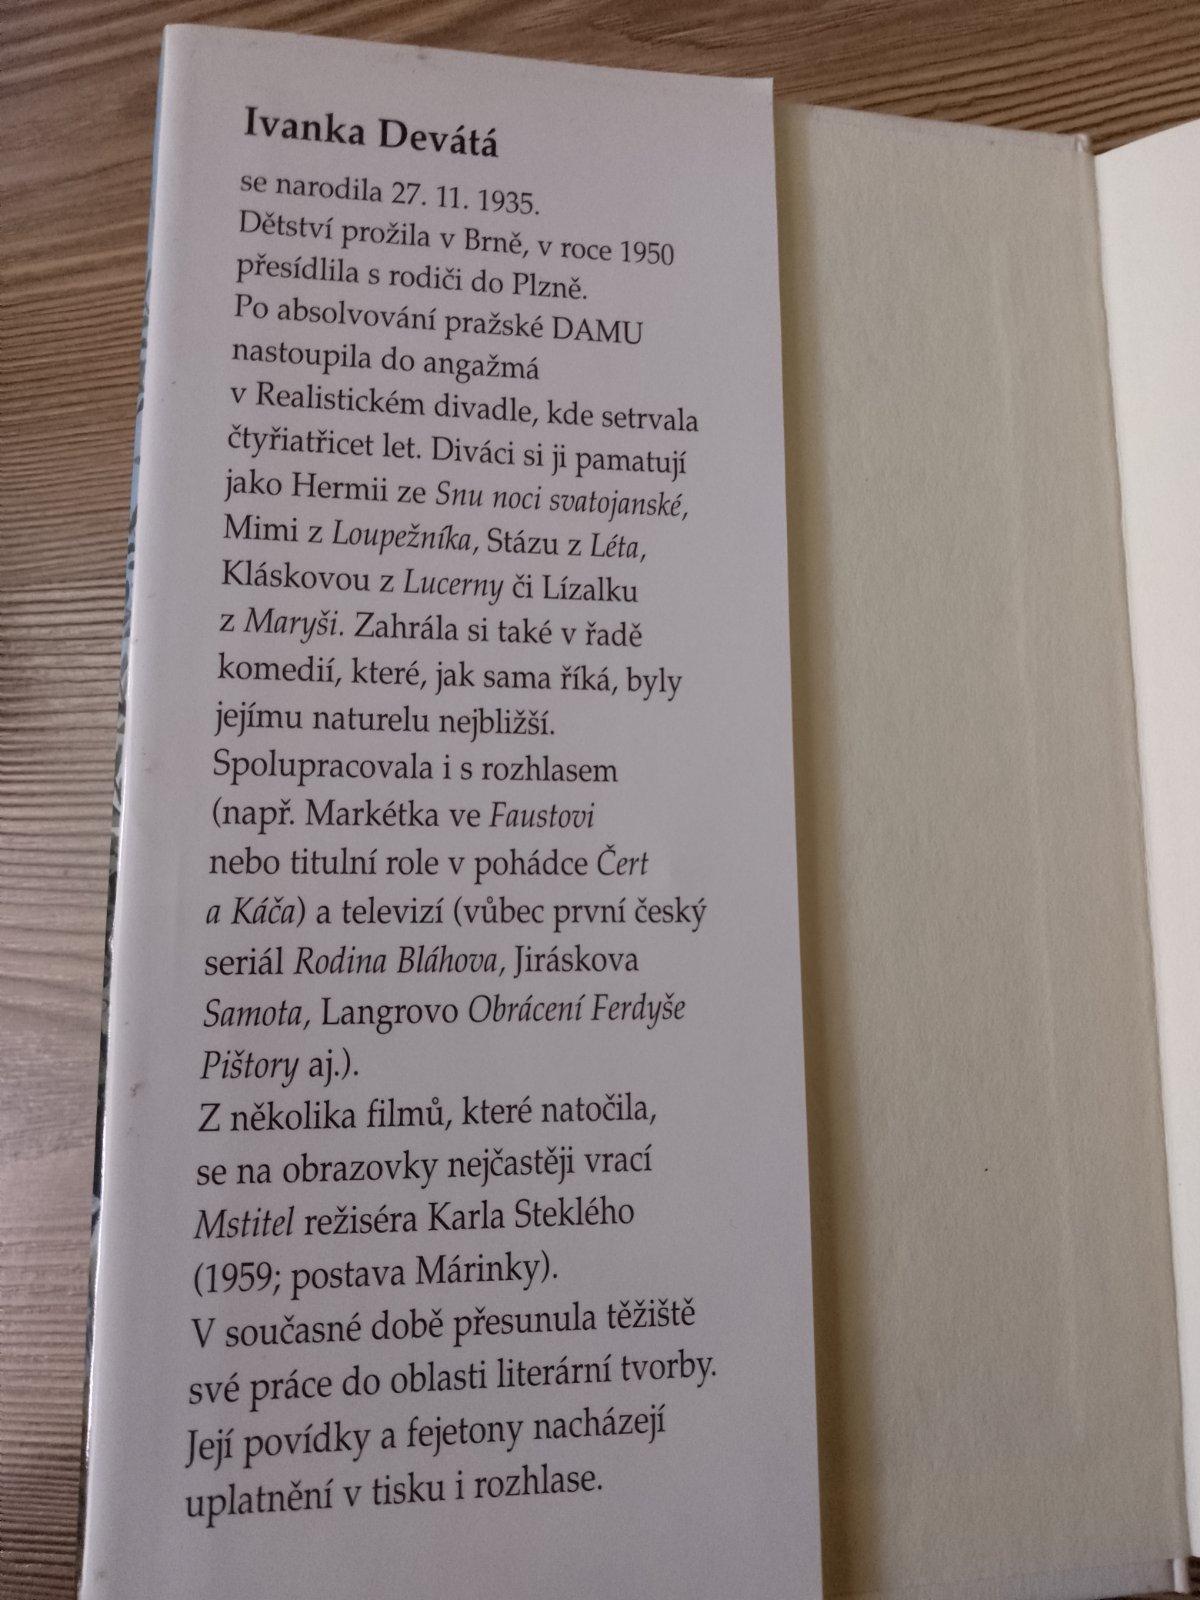 Ivanka Devátá
se narodila 27. 11. 1935.
Dětství prožila v Brně, v roce 1950
přesídlila s rodiči do Plzně.
Po absolvování pražské DAMU
nastoupila do angažmá
v Realistickém divadle, kde setrvala
čtyřiatřicet let. Diváci si ji pamatují
jako Hermii ze Snu noci svatojanské,
Mimi z Loupežníka, Stázu z Léta,
Kláskovou z Lucerny či Lízalku
z Maryši. Zahrála si také v řadě
komedií, které, jak sama říká, byly
jejímu naturelu nejbližší.
Spolupracovala i s rozhlasem
(např. Markétka ve Faustovi
nebo titulní role v pohádce Čert
a Káča) a televizí (vůbec první český
seriál Rodina Bláhova, Jiráskova
Samota, Langrovo Obrácení Ferdyše
Pištory aj.).
Z několika filmů, které natočila,
se na obrazovky nejčastěji vrací
Mstitel režiséra Karla Steklého
(1959; postava Márinky).
V současné době přesunula těžiště
své práce do oblasti literární tvorby.
Její povídky a fejetony nacházejí
uplatnění v tisku i rozhlase.